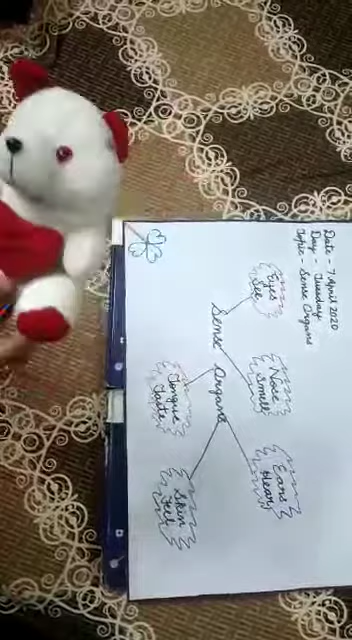 Date - 7 April 2020
Day - Tuesday
Topic - Sense Organs
Eyes
See
Nose
Smell
Ears
Hear
Sense Organs
Tongue
Taste
Skin
Feel